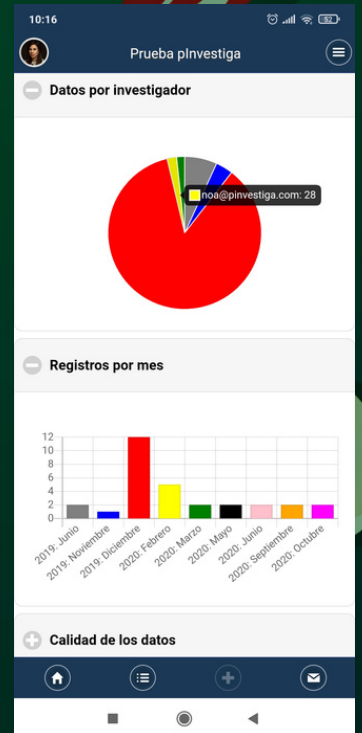 10:16
52
Prueba pInvestiga
Datos por investigador
noa@pinvestiga.com: 28
Registros por mes
12
10
8
6
4
2
0
2019: Junio
2019: Noviembre
2019: Diciembre
2020: Febrero
2020: Marzo
2020: Mayo
2020: Junio
2020: Septiembre
2020: Octubre
Calidad de los datos